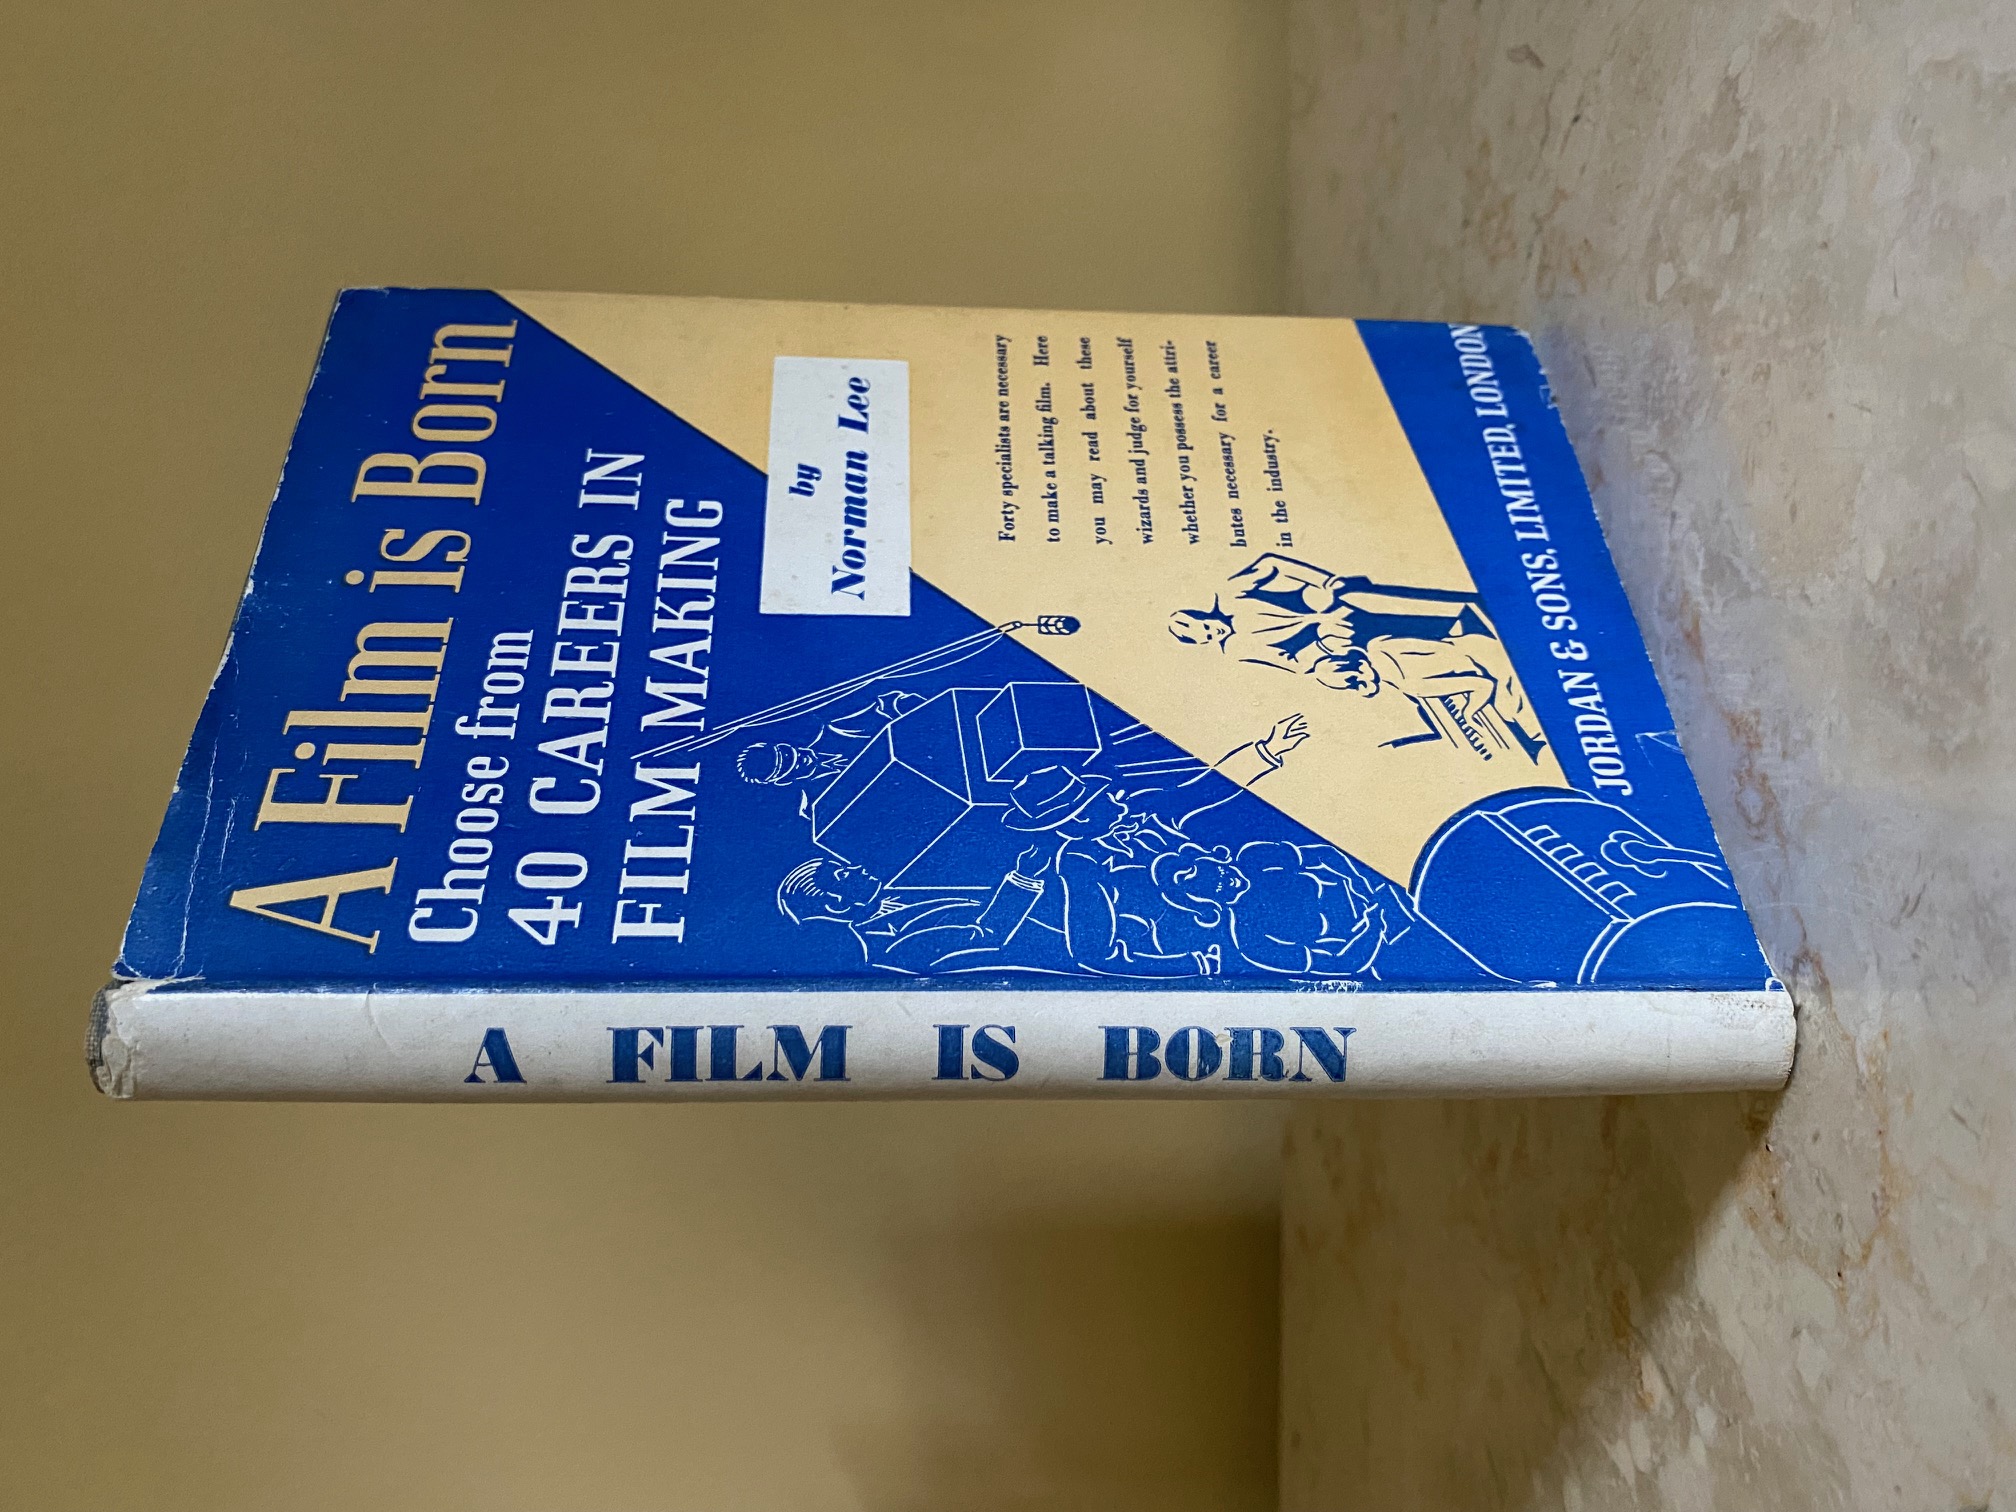 A Film is Born
Choose from
40 CAREERS IN
FILM MAKING
by
Norman Lee
Forty specialists are necessary
to make a talking film. Here
you may read about these
wizards and judge for yourself
whether you possess the attri-
butes necessary for a career
in the industry.
JORDAN & SONS, LIMITED, LONDON
A FILM IS BORN